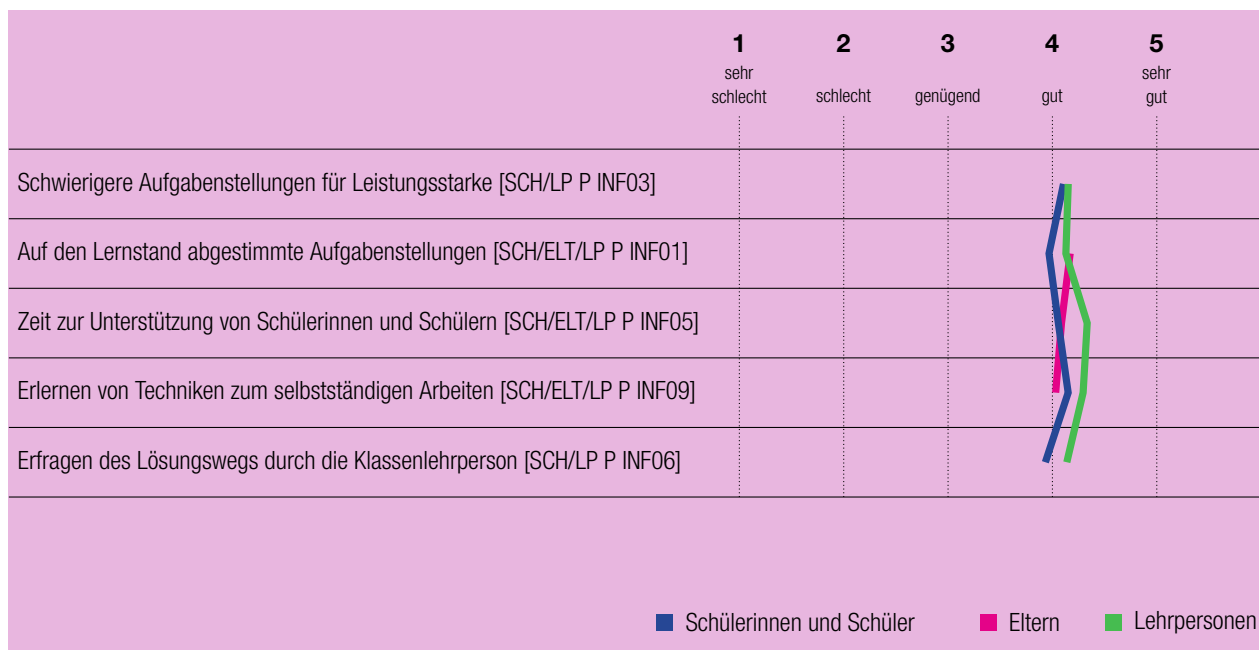 1 2 3 4 5
sehr schlecht schlecht genügend gut sehr gut
Schwierigere Aufgabenstellungen für Leistungsstarke [SCH/LP P INF03]
Auf den Lernstand abgestimmte Aufgabenstellungen [SCH/ELT/LP P INF01]
Zeit zur Unterstützung von Schülerinnen und Schülern [SCH/ELT/LP P INF05]
Erlernen von Techniken zum selbstständigen Arbeiten [SCH/ELT/LP P INF09]
Erfragen des Lösungswegs durch die Klassenlehrperson [SCH/LP P INF06]
Schülerinnen und Schüler Eltern Lehrpersonen